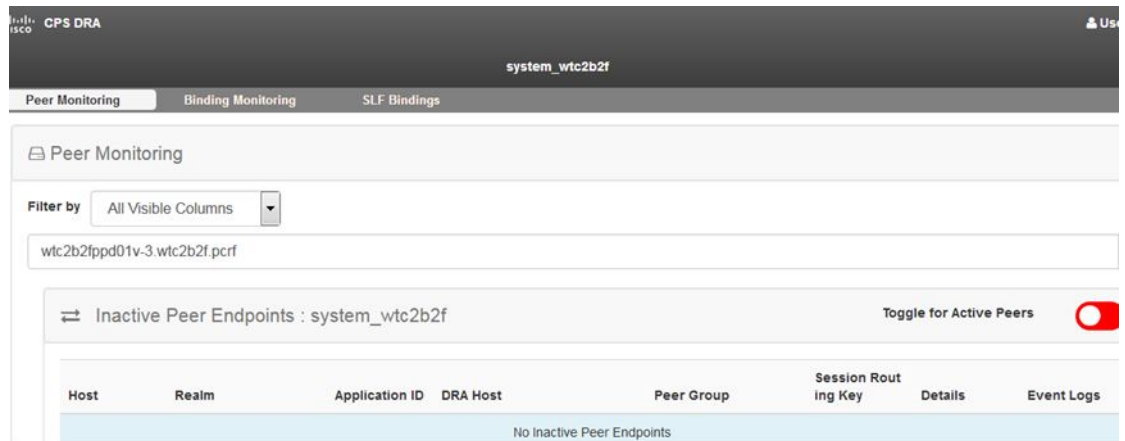 CPS DRA
system_wtc2b2f
Peer Monitoring Binding Monitoring SLF Bindings
Peer Monitoring
Filter by All Visible Columns
wtc2b2fppd01v-3.wtc2b2f.pcrf
Inactive Peer Endpoints : system_wtc2b2f Toggle for Active Peers
Session Rout
Host Realm Application ID DRA Host Peer Group ing Key Details Event Logs
No Inactive Peer Endpoints